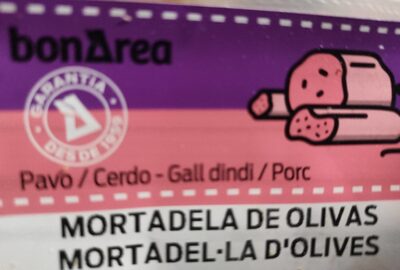 bonÀrea
GARANTIA
DES DE 1959
Pavo / Cerdo - Gall dindi / Porc
MORTADELA DE OLIVAS
MORTADEL·LA D'OLIVES